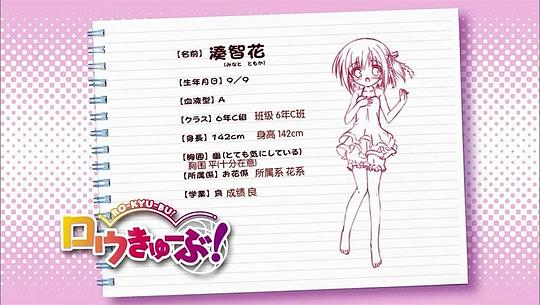 【名前】湊智花
(みなと ともか)
【生年月日】9/9
【血液型】A
【クラス】6年C組 班级 6年C班
【身長】142cm 身高 142cm
【胸囲】歯(とても気にしている)
胸围 平(十分在意)
【所属係】お花係 所属系 花系
【学業】良 成绩 良
RO-KYU-BU!
ロウきゅーぶ!